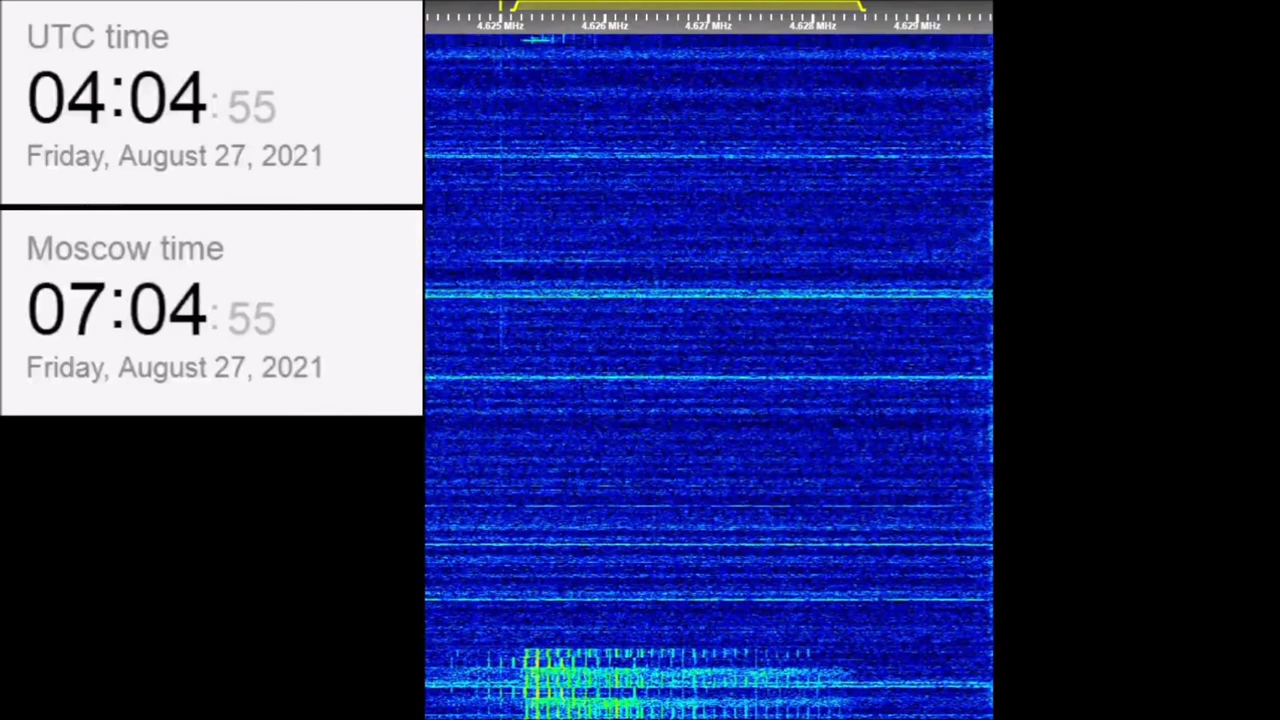 UTC time
04:04:55
Friday, August 27, 2021
Moscow time
07:04:55
Friday, August 27, 2021
4.625 MHz 4.626 MHz 4.627 MHz 4.628 MHz 4.629 MHz